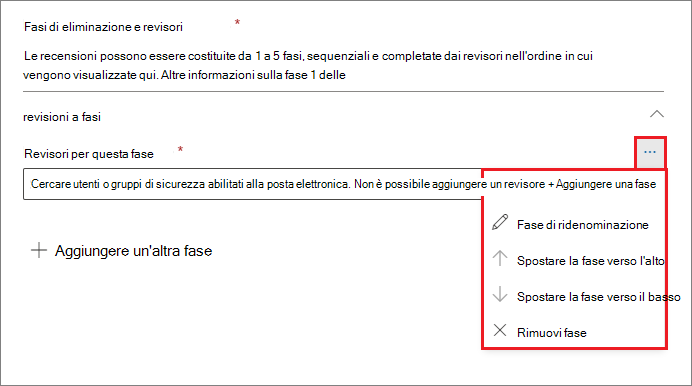 Fasi di eliminazione e revisori *
Le recensioni possono essere costituite da 1 a 5 fasi, sequenziali e completate dai revisori nell'ordine in cui
vengono visualizzate qui. Altre informazioni sulla fase 1 delle
revisioni a fasi
Revisori per questa fase *
...
Cercare utenti o gruppi di sicurezza abilitati alla posta elettronica. Non è possibile aggiungere un revisore + Aggiungere una fase
Fase di ridenominazione
Aggiungere un'altra fase
Spostare la fase verso l'alto
Spostare la fase verso il basso
Rimuovi fase